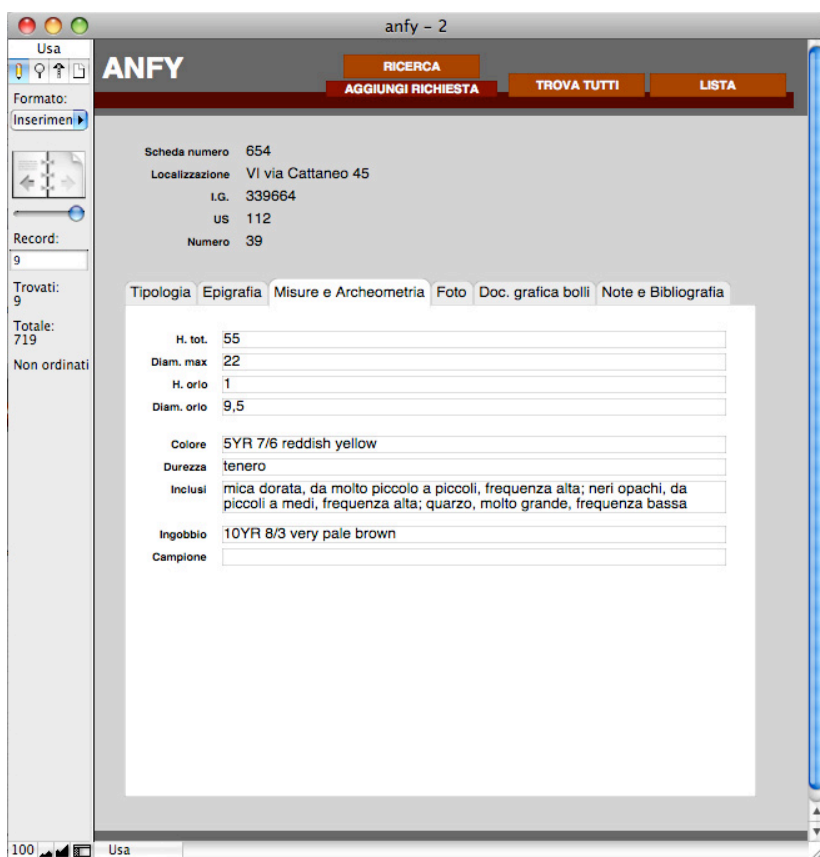 anfy – 2
Usa
Formato:
Inserimen
Record:
9
Trovati:
9
Totale:
719
Non ordinati
ANFY
RICERCA
AGGIUNGI RICHIESTA
TROVA TUTTI
LISTA
Scheda numero 654
Localizzazione VI via Cattaneo 45
I.G. 339664
US 112
Numero 39
Tipologia Epigrafia Misure e Archeometria Foto Doc. grafica bolli Note e Bibliografia
H. tot. 55
Diam. max 22
H. orlo 1
Diam. orlo 9,5
Colore 5YR 7/6 reddish yellow
Durezza tenero
Inclusi mica dorata, da molto piccolo a piccoli, frequenza alta; neri opachi, da
piccoli a medi, frequenza alta; quarzo, molto grande, frequenza bassa
Ingobbio 10YR 8/3 very pale brown
Campione
100 Usa